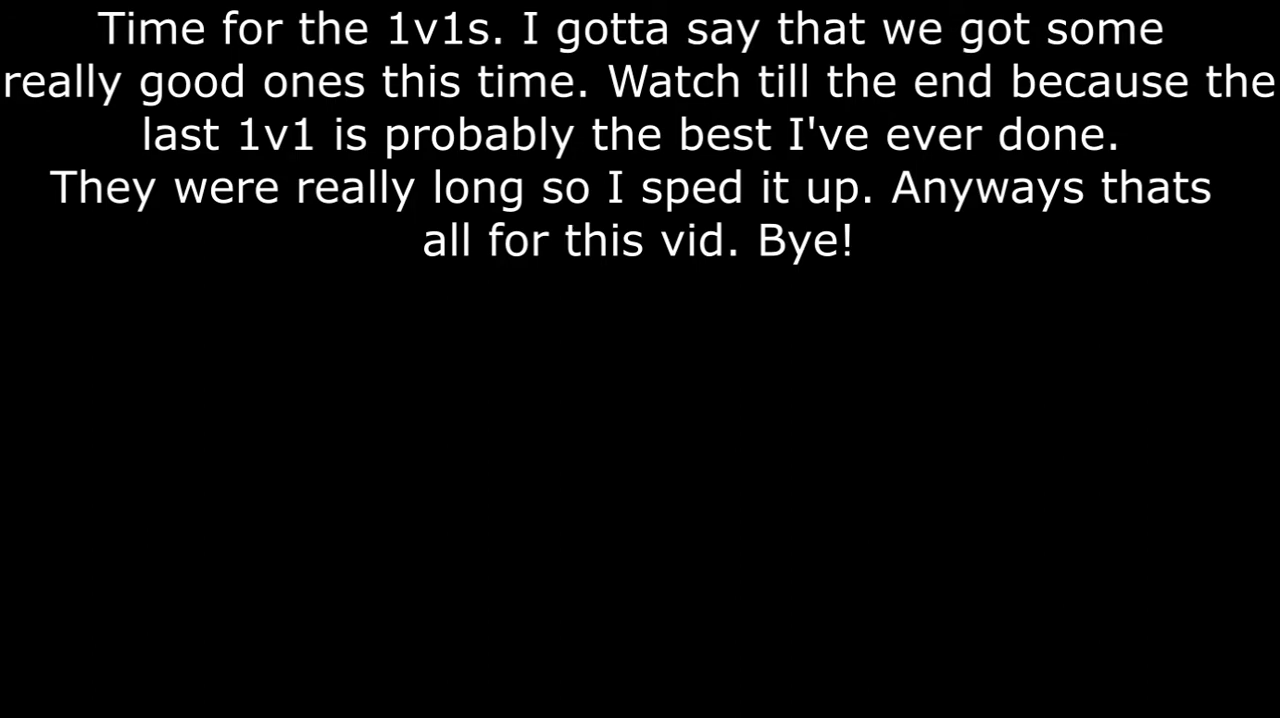 Time for the 1v1s. I gotta say that we got some
really good ones this time. Watch till the end because the
last 1v1 is probably the best I've ever done.
They were really long so I sped it up. Anyways thats
all for this vid. Bye!